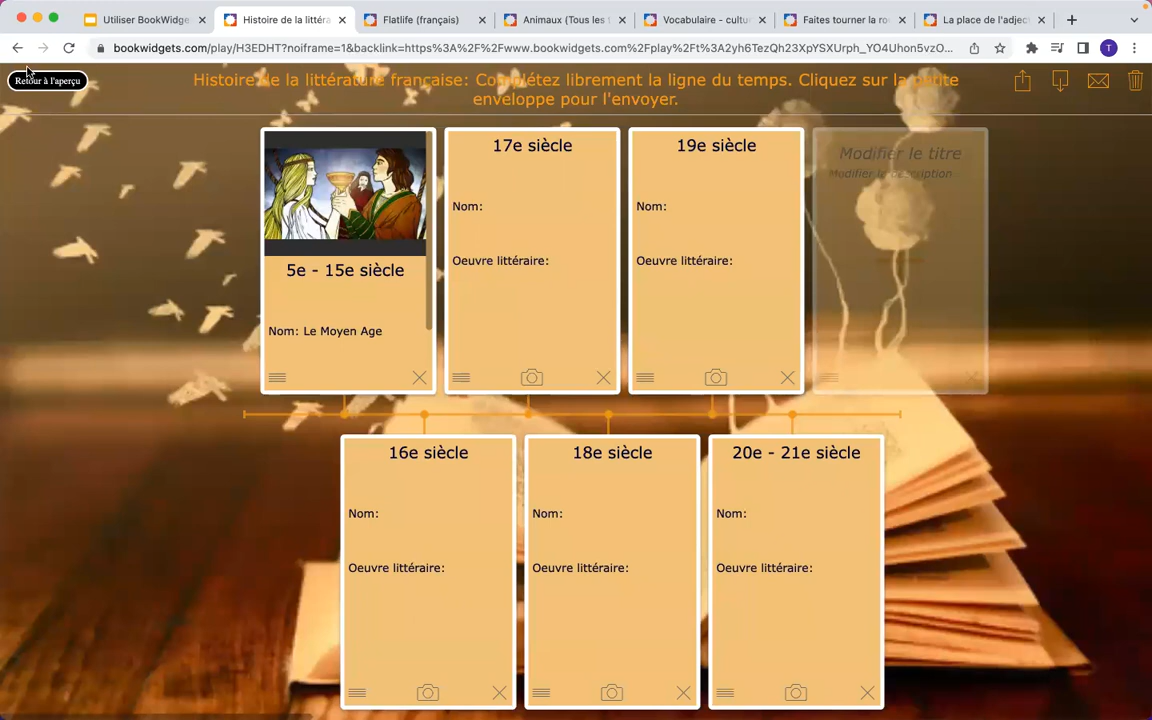 Utiliser BookWidge
Histoire de la littéra
Flatlife (français)
Animaux (Tous les
Vocabulaire - cultu
Faites tourner la ro
La place de l'adjec
bookwidgets.com/play/H3EDHT?noiframe=1&backlink=https%3A%2F%2Fwww.bookwidgets.com%2Fplay%2Ft%3A2yh6TezQh23XpYSXUrph_YO4Uhon5vzO...
T
Retour à l'aperçu
Histoire de la littérature française: Complétez librement la ligne du temps. Cliquez sur la petite
enveloppe pour l'envoyer.
5e - 15e siècle
Nom: Le Moyen Age
17e siècle
Nom:
Oeuvre littéraire:
19e siècle
Nom:
Oeuvre littéraire:
Modifier le titre
Modifier la description
16e siècle
Nom:
Oeuvre littéraire:
18e siècle
Nom:
Oeuvre littéraire:
20e - 21e siècle
Nom:
Oeuvre littéraire: